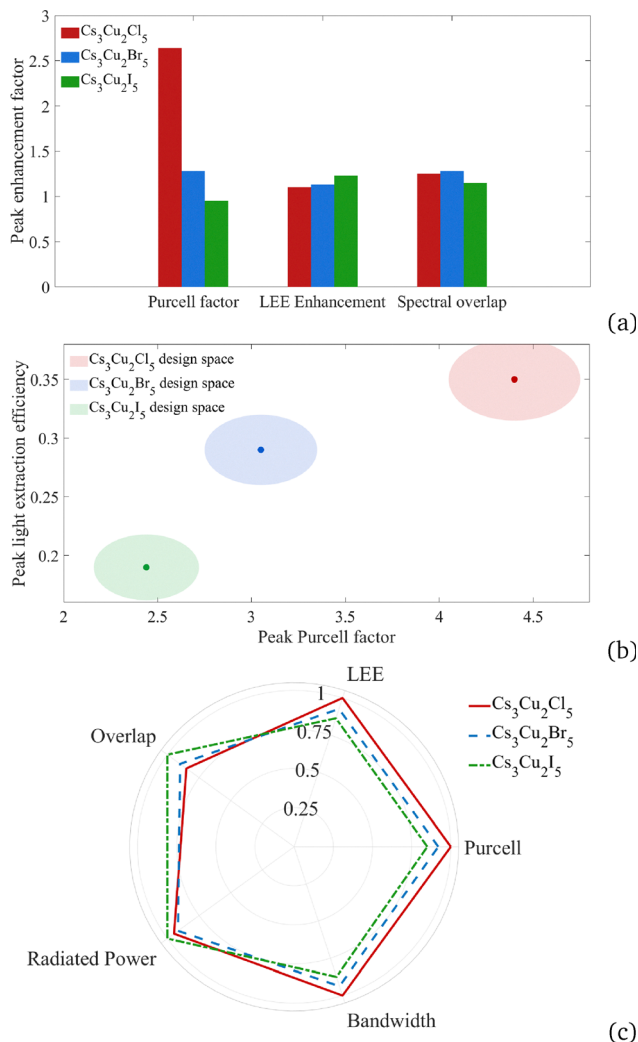 3
2.5
2
1.5
1
0.5
0
Peak enhancement factor
Cs₃Cu₂Cl₅
Cs₃Cu₂Br₅
Cs₃Cu₂I₅
Purcell factor
LEE Enhancement
Spectral overlap
(a)
0.35
0.3
0.25
0.2
Peak light extraction efficiency
Cs₃Cu₂Cl₅ design space
Cs₃Cu₂Br₅ design space
Cs₃Cu₂I₅ design space
2
2.5
3
3.5
4
4.5
Peak Purcell factor
(b)
LEE
1
0.75
0.5
0.25
Overlap
Purcell
Radiated Power
Bandwidth
Cs₃Cu₂Cl₅
Cs₃Cu₂Br₅
Cs₃Cu₂I₅
(c)